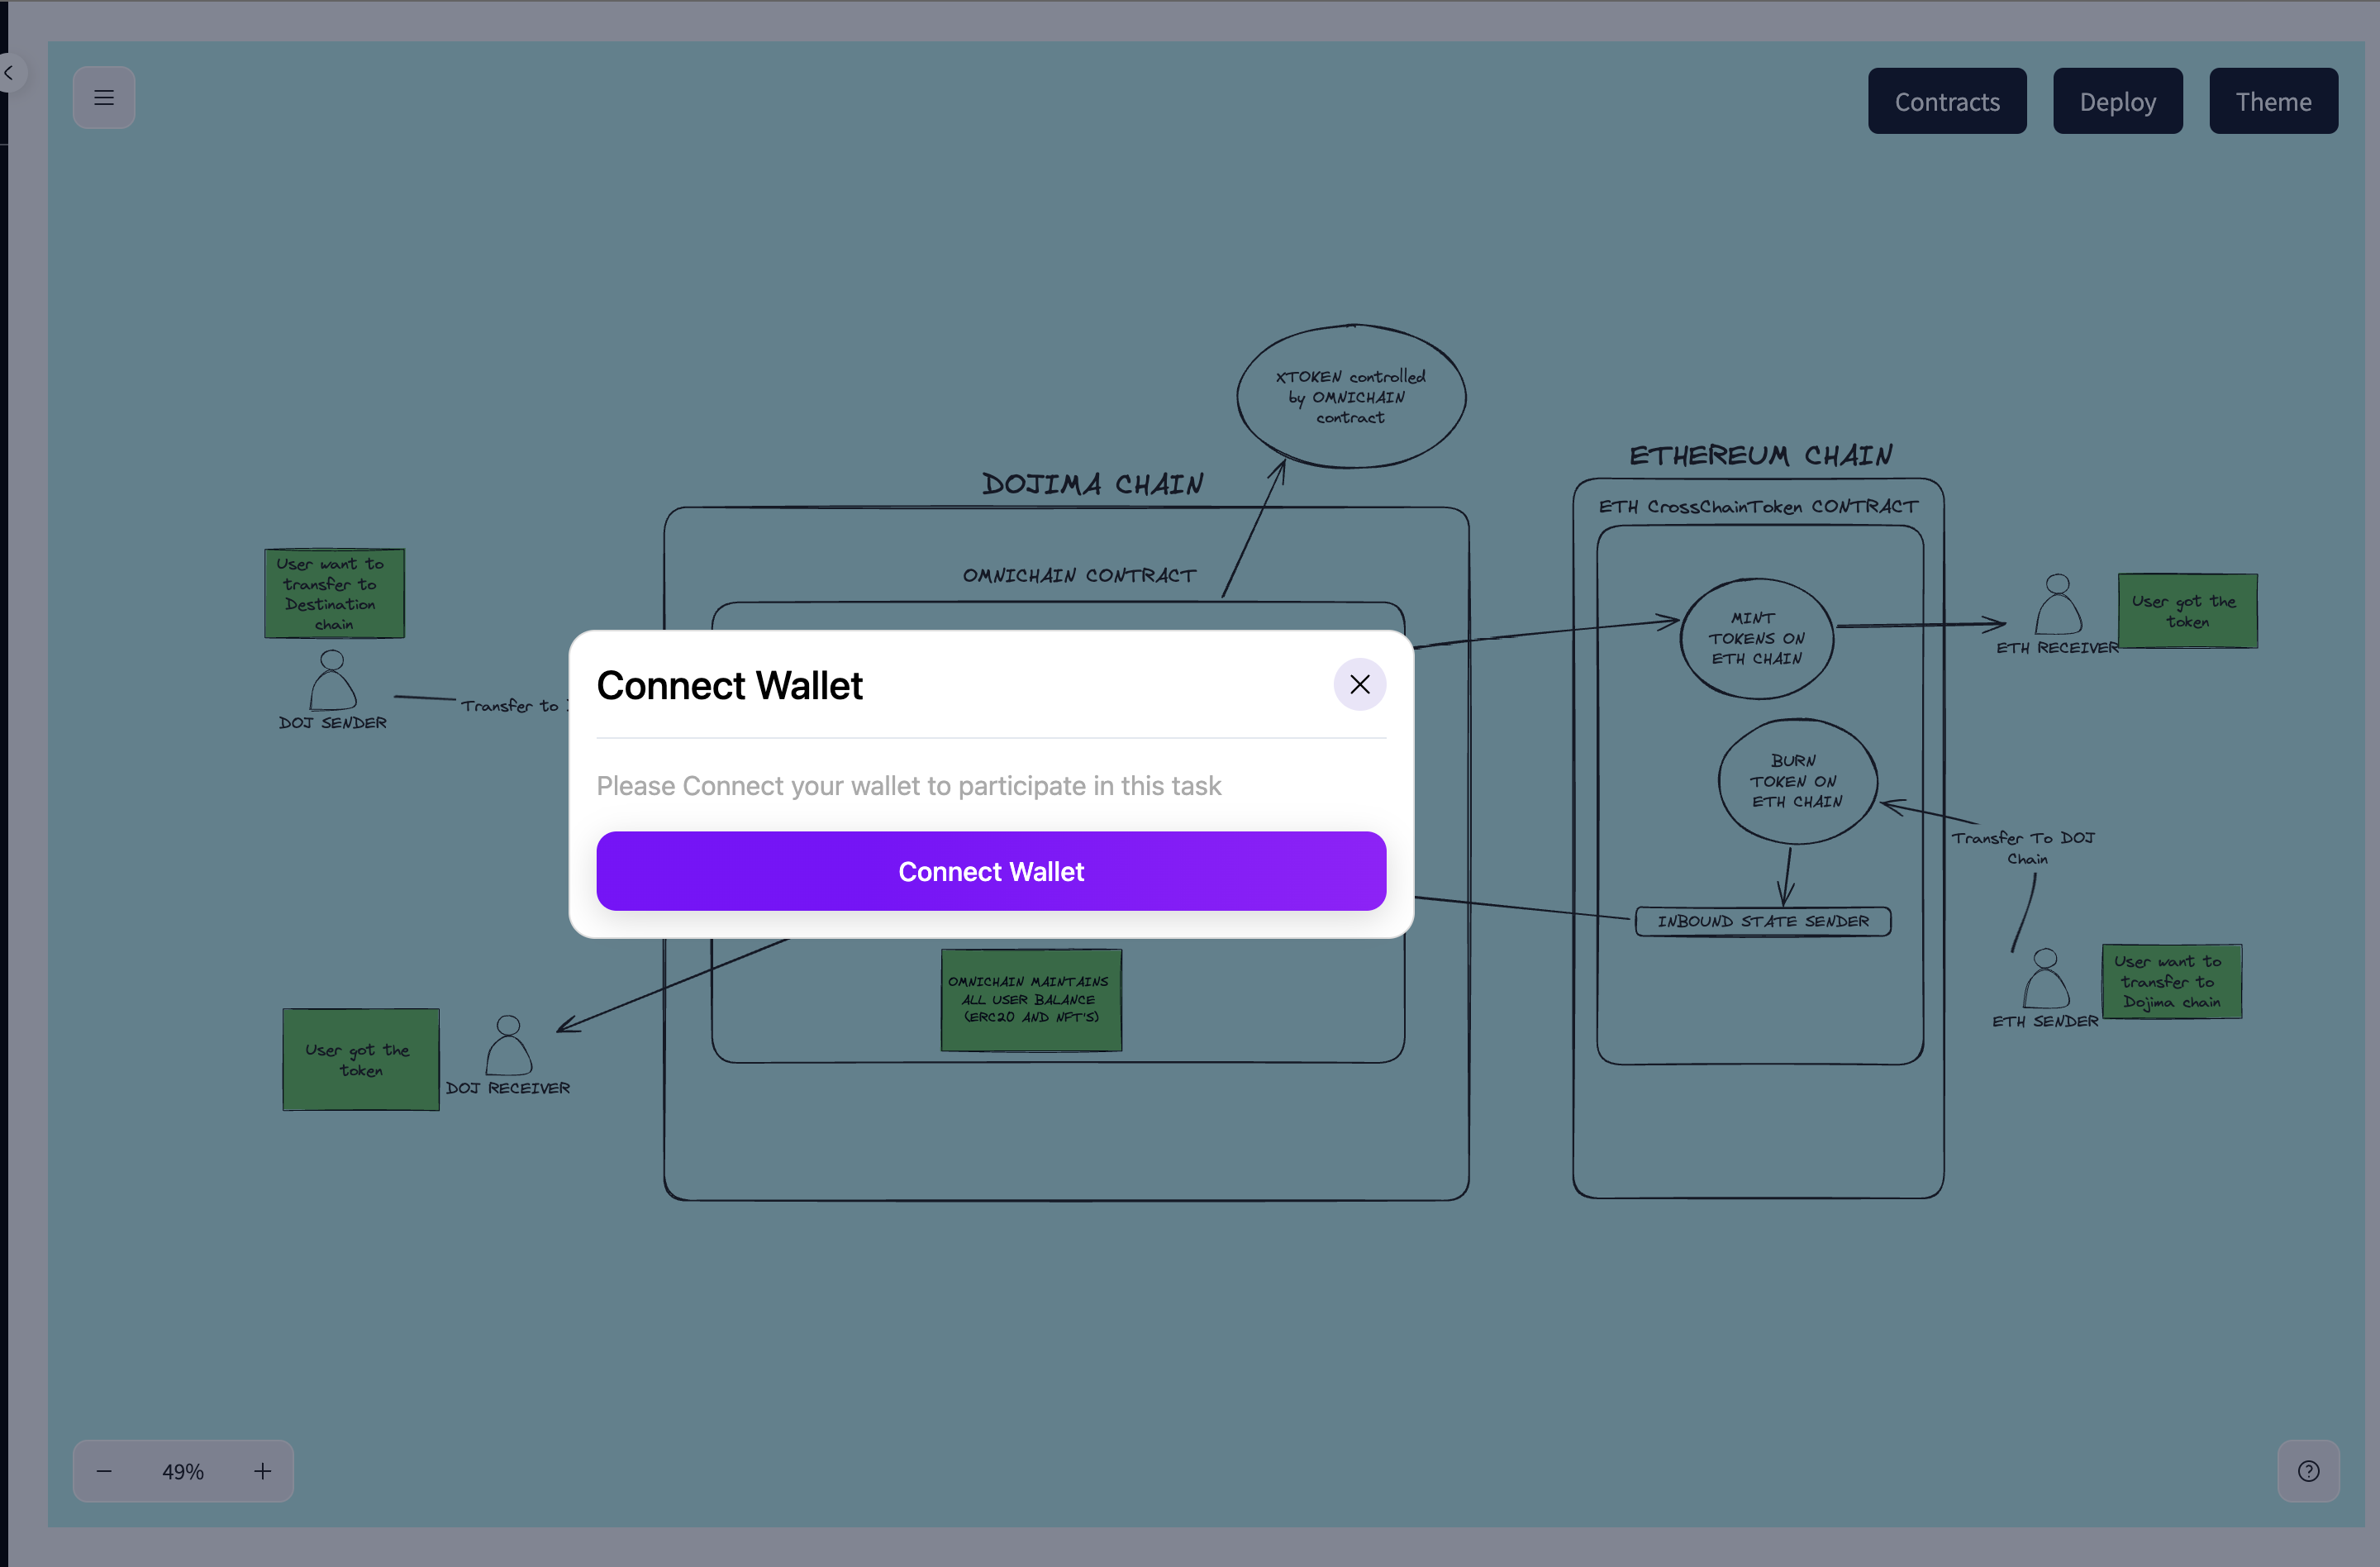 Contracts
Deploy
Theme
XTOKEN controlled
by OMNICHAIN
contract
DOJIMA CHAIN
ETHEREUM CHAIN
ETH CrossChainToken CONTRACT
OMNICHAIN CONTRACT
User want to
transfer to
Destination
chain
DOJ SENDER
Transfer to
MINT
TOKENS ON
ETH CHAIN
ETH RECEIVER
User got the
token
Connect Wallet
Please Connect your wallet to participate in this task
Connect Wallet
BURN
TOKEN ON
ETH CHAIN
Transfer To DOJ
Chain
INBOUND STATE SENDER
OMNICHAIN MAINTAINS
ALL USER BALANCE
(ERC20 AND NFT'S)
ETH SENDER
User want to
transfer to
Dojima chain
User got the
token
DOJ RECEIVER
49%